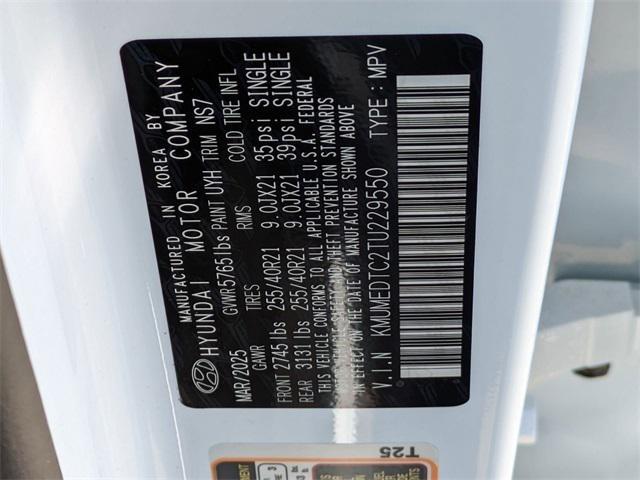 MANUFACTURED IN KOREA BY
HYUNDAI MOTOR COMPANY
MAR/2025 GVWR 5765 lbs PAINT UYH TRIM NS7
GAWR TIRES RIMS COLD TIRE INFL
FRONT 2745 lbs 255/40R21 9.0JX21 35psi SINGLE
REAR 3131 lbs 255/40R21 9.0JX21 39psi SINGLE
THIS VEHICLE CONFORMS TO ALL APPLICABLE U.S.A. FEDERAL
MOTOR VEHICLE SAFETY AND THEFT PREVENTION STANDARDS
IN EFFECT ON THE DATE OF MANUFACTURE SHOWN ABOVE
V.I.N KMUMEDTC2TU229550 TYPE : MPV
T25